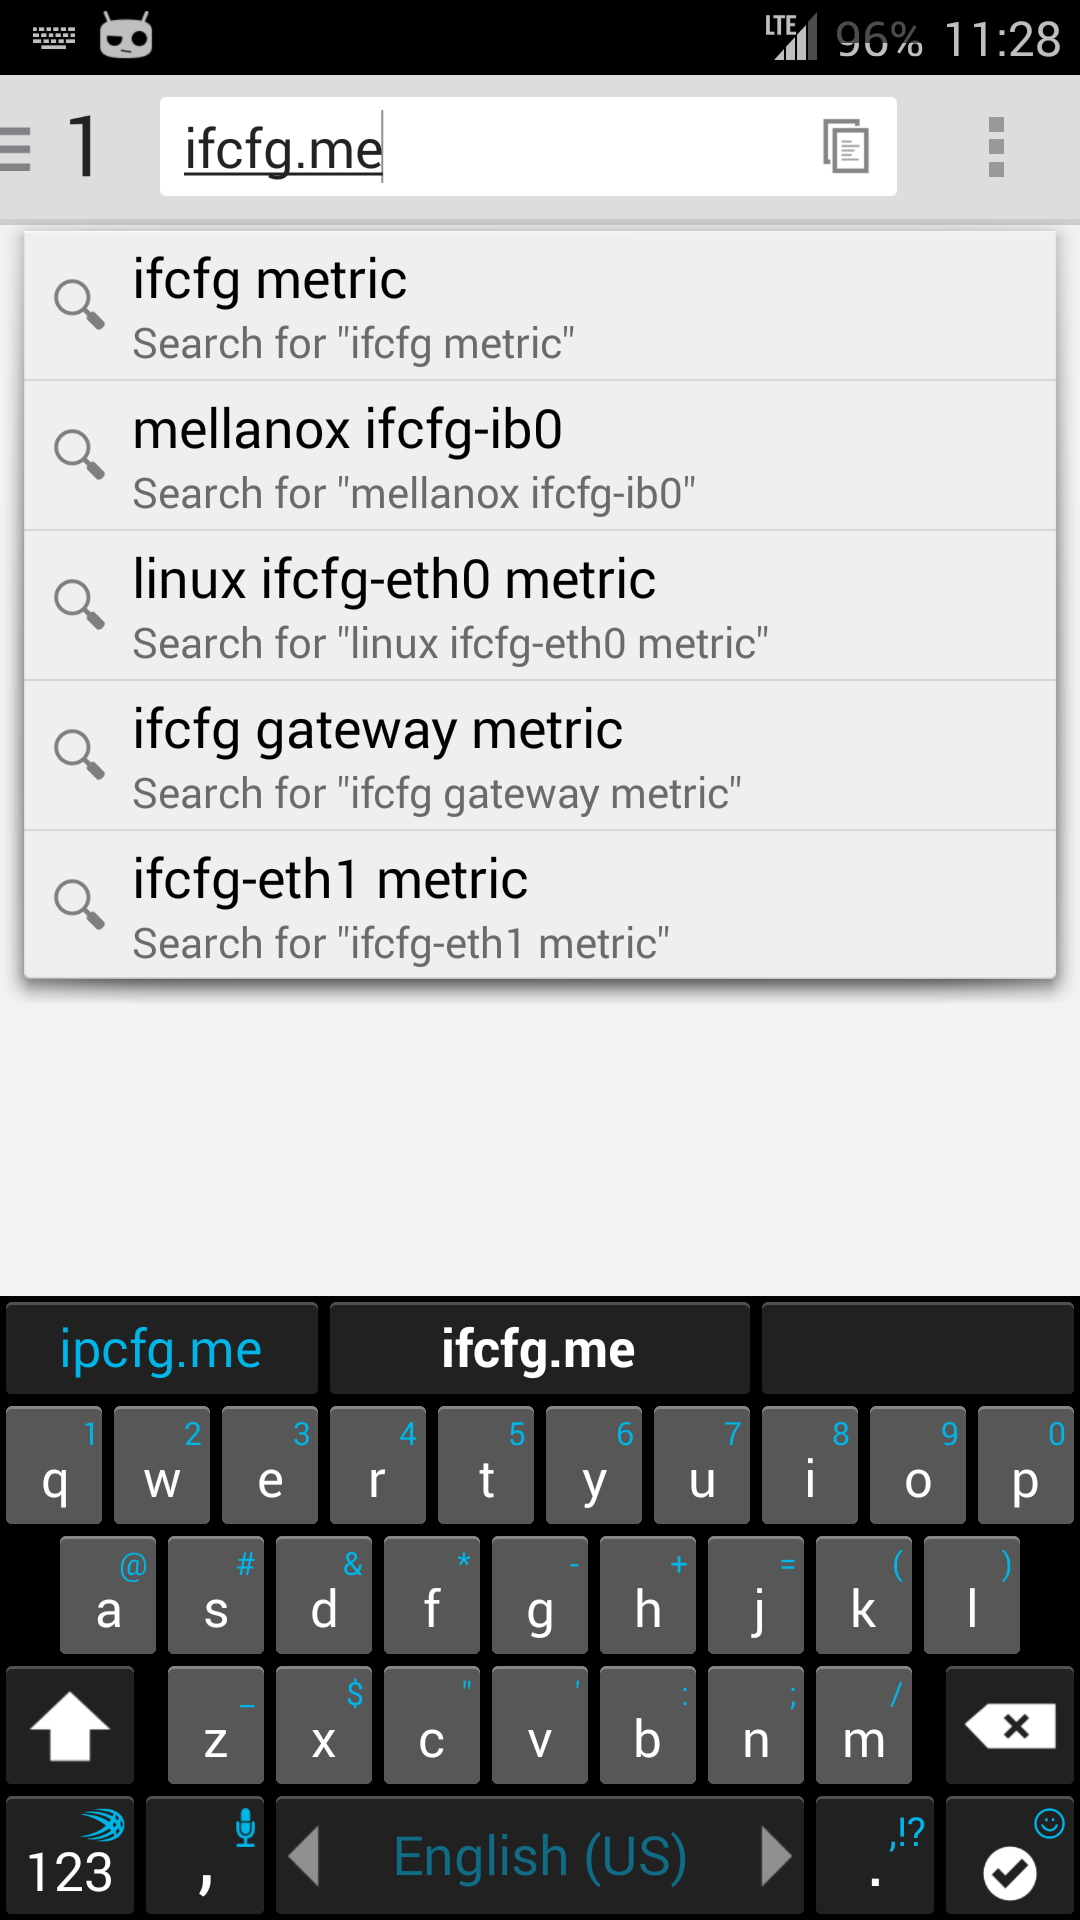 LTE 96% 11:28
1 ifcfg.me
ifcfg metric
Search for "ifcfg metric"
mellanox ifcfg-ib0
Search for "mellanox ifcfg-ib0"
linux ifcfg-eth0 metric
Search for "linux ifcfg-eth0 metric"
ifcfg gateway metric
Search for "ifcfg gateway metric"
ifcfg-eth1 metric
Search for "ifcfg-eth1 metric"
ipcfg.me ifcfg.me
1 2 3 4 5 6 7 8 9 0
q w e r t y u i o p
@ # & * - + = ( )
a s d f g h j k l
_ $ " ' : ; /
z x c v b n m
,!?
123 , English (US) .